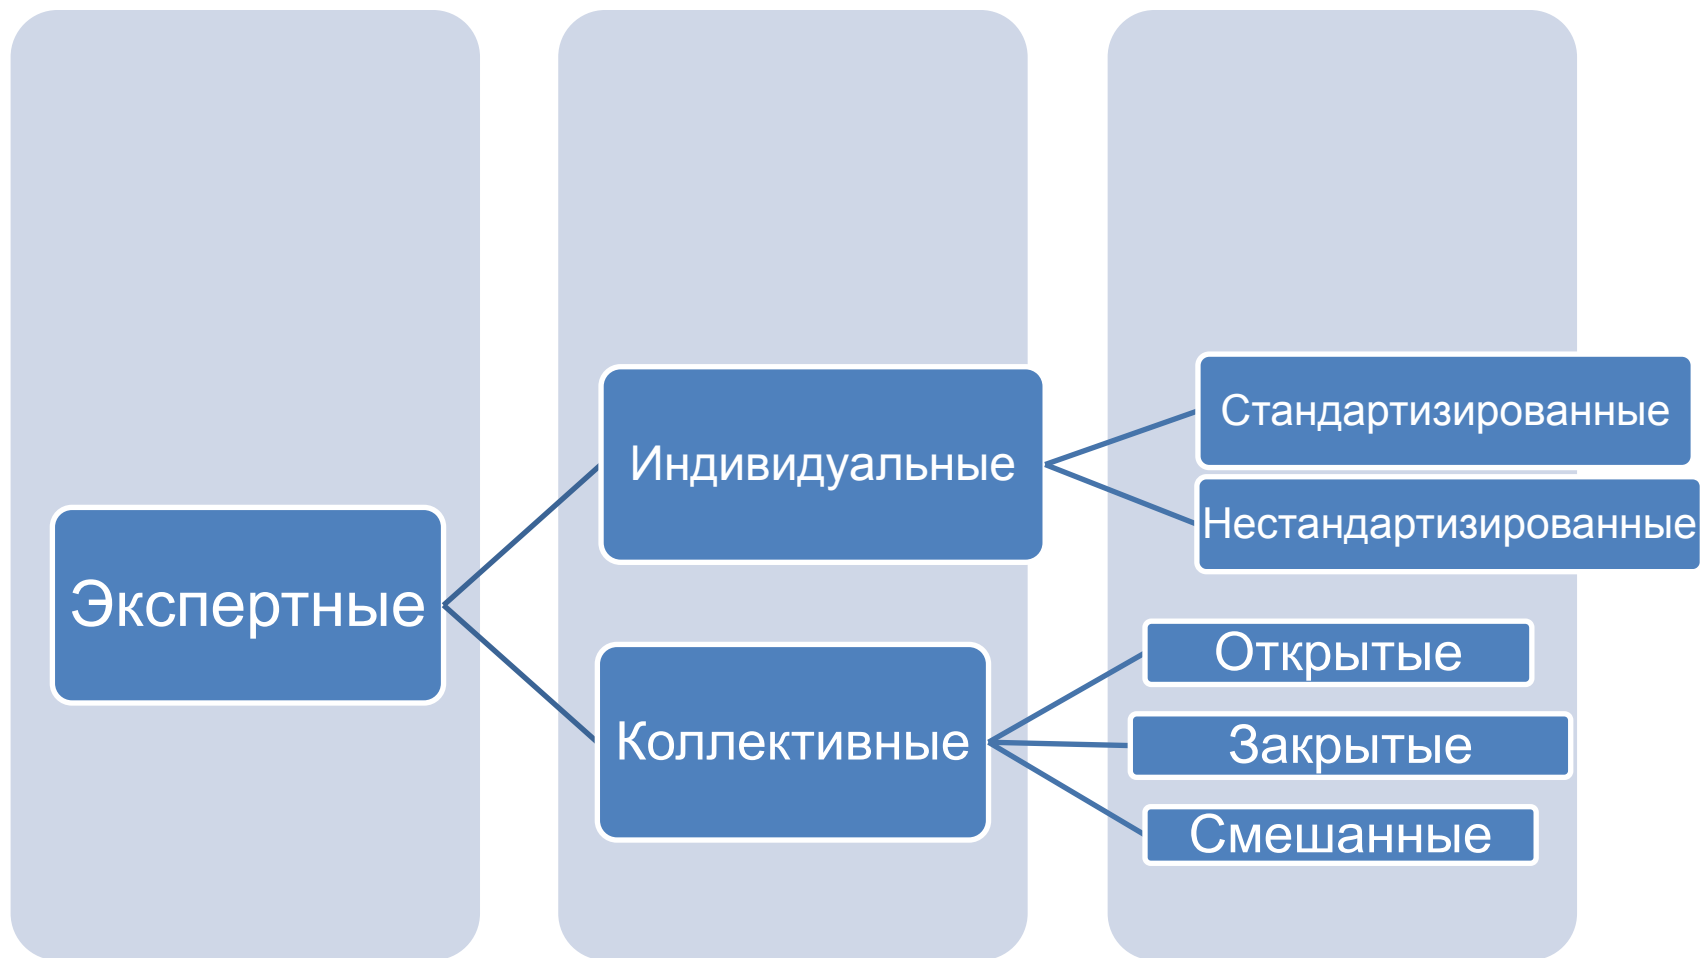 Экспертные
Индивидуальные
Стандартизированные
Нестандартизированные
Коллективные
Открытые
Закрытые
Смешанные